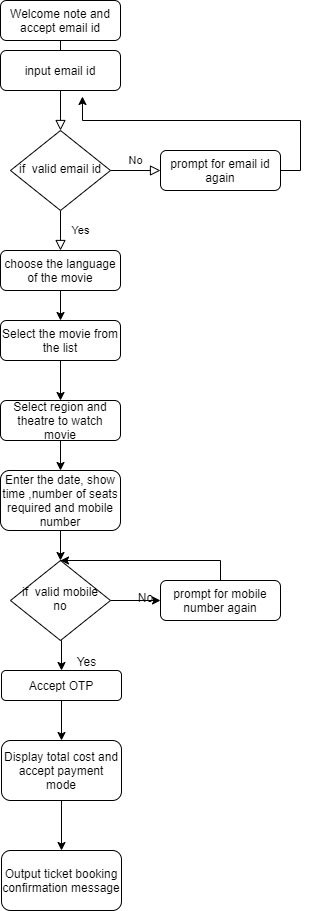 Welcome note and
accept email id
input email id
if  valid email id
No
prompt for email id
again
Yes
choose the language
of the movie
Select the movie from
the list
Select region and
theatre to watch
movie
Enter the date, show
time ,number of seats
required and mobile
number
if  valid mobile
no
No
prompt for mobile
number again
Yes
Accept OTP
Display total cost and
accept payment
mode
Output ticket booking
confirmation message